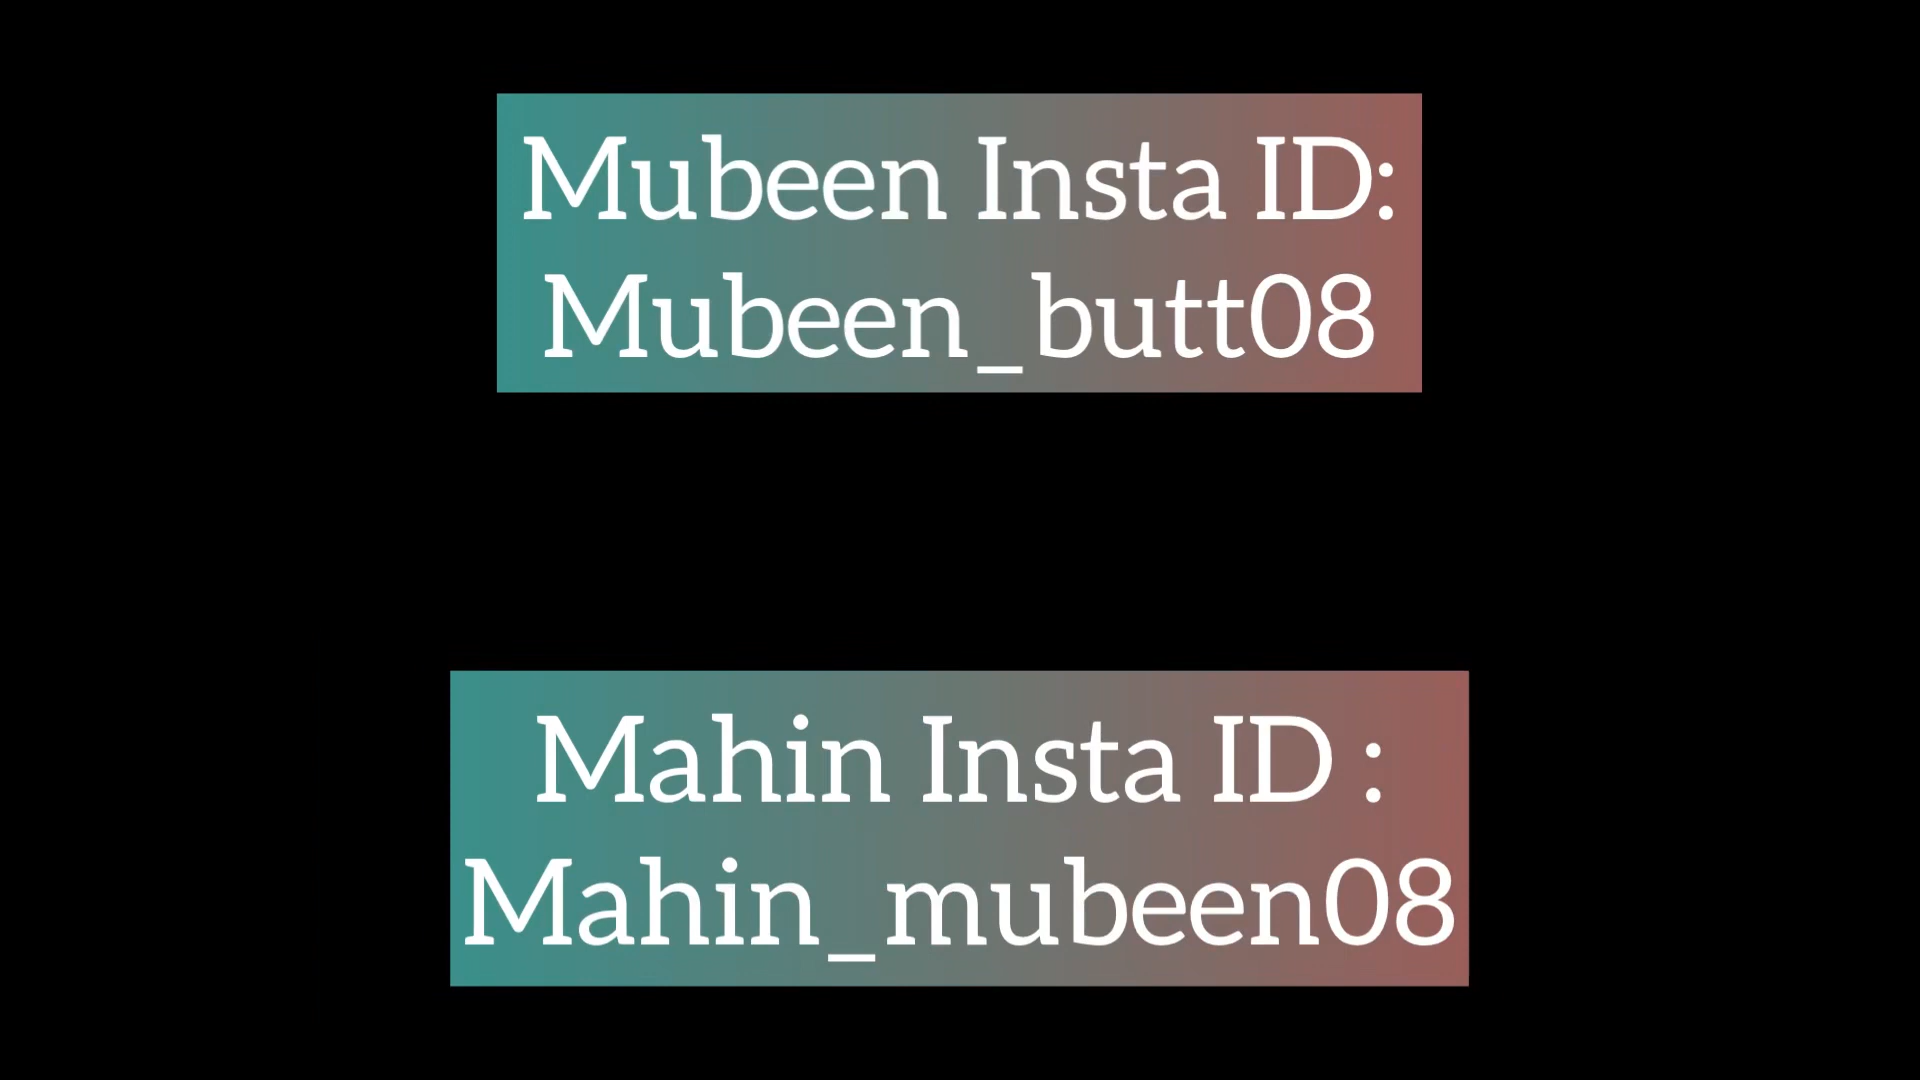 Mubeen Insta ID:
Mubeen_butt08
Mahin Insta ID :
Mahin_mubeen08